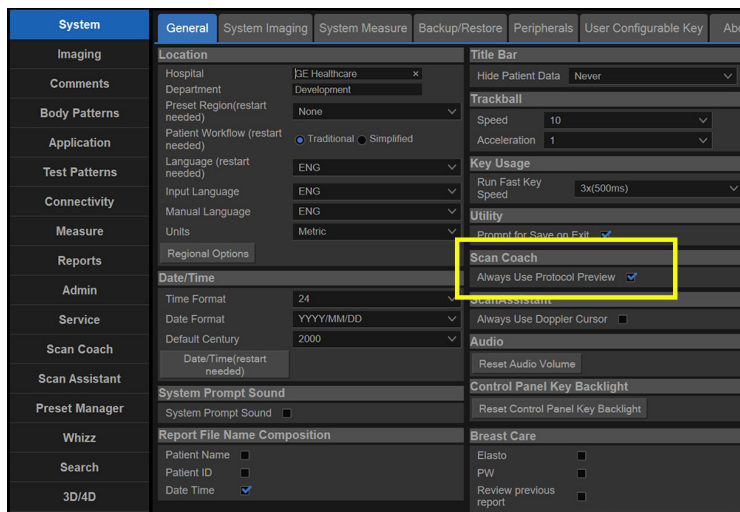 System
Imaging
Comments
Body Patterns
Application
Test Patterns
Connectivity
Measure
Reports
Admin
Service
Scan Coach
Scan Assistant
Preset Manager
Whizz
Search
3D/4D
General
System Imaging
System Measure
Backup/Restore
Peripherals
User Configurable Key
Abo
Location
Hospital GE Healthcare ×
Department Development
Preset Region(restart
needed) None
Patient Workflow (restart
needed) Traditional Simplified
Language (restart
needed) ENG
Input Language ENG
Manual Language ENG
Units Metric
Regional Options
Date/Time
Time Format 24
Date Format YYYY/MM/DD
Default Century 2000
Date/Time(restart
needed)
System Prompt Sound
System Prompt Sound
Report File Name Composition
Patient Name
Patient ID
Date Time
Title Bar
Hide Patient Data Never
Trackball
Speed 10
Acceleration 1
Key Usage
Run Fast Key
Speed 3x(500ms)
Utility
Prompt for Save on Exit
Scan Coach
Always Use Protocol Preview
ScanAssistant
Always Use Doppler Cursor
Audio
Reset Audio Volume
Control Panel Key Backlight
Reset Control Panel Key Backlight
Breast Care
Elasto
PW
Review previous
report